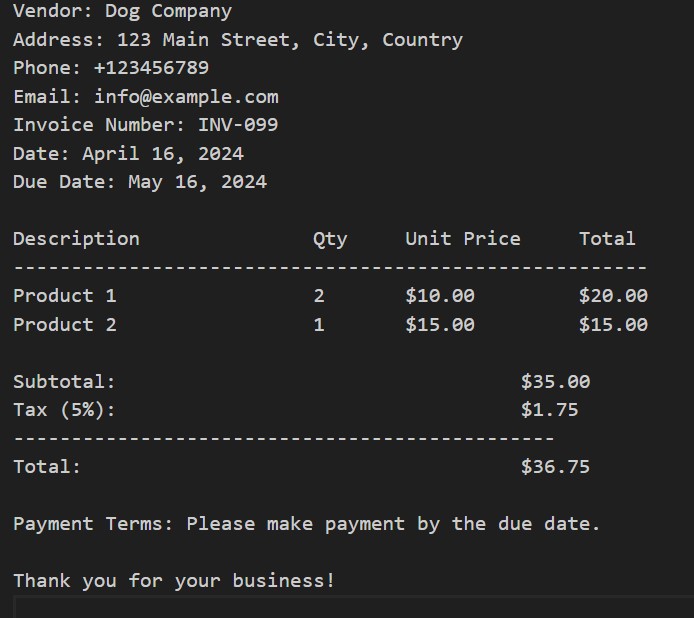 Vendor: Dog Company
Address: 123 Main Street, City, Country
Phone: +123456789
Email: info@example.com
Invoice Number: INV-099
Date: April 16, 2024
Due Date: May 16, 2024
Description Qty Unit Price Total
-------------------------------------------------------
Product 1 2 $10.00 $20.00
Product 2 1 $15.00 $15.00
Subtotal: $35.00
Tax (5%): $1.75
-----------------------------------------------
Total: $36.75
Payment Terms: Please make payment by the due date.
Thank you for your business!